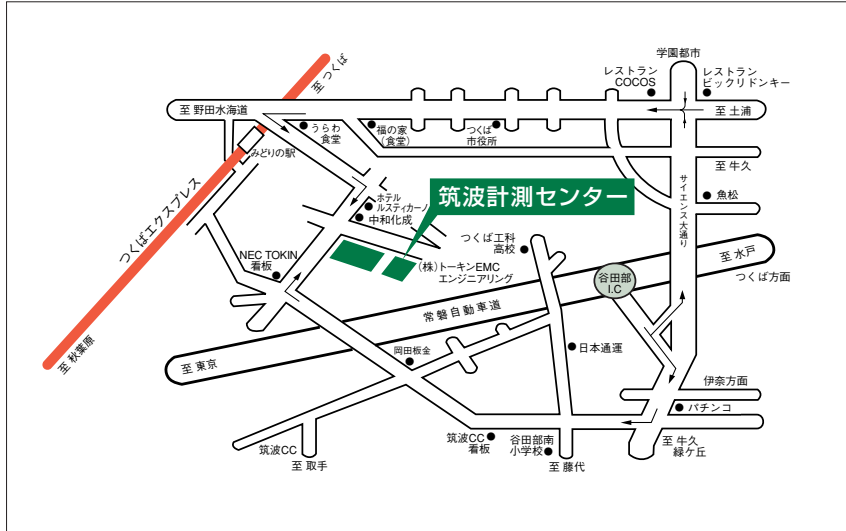 学園都市
レストラン
COCOS
レストラン
ビックリドンキー
至 つくば
至 野田水海道
至 土浦
うらわ
食堂
福の家
(食堂)
つくば
市役所
みどりの駅
至 牛久
サイエンス大通り
魚松
ホテル
ルスティカーノ
中和化成
筑波計測センター
つくば工科
高校
つくばエクスプレス
NEC TOKIN
看板
(株)トーキンEMC
エンジニアリング
至 水戸
つくば方面
谷田部
I.C
常磐自動車道
至 秋葉原
至 東京
岡田板金
日本通運
伊奈方面
パチンコ
筑波CC
筑波CC
看板
谷田部南
小学校
至 牛久
緑ケ丘
至 取手
至 藤代